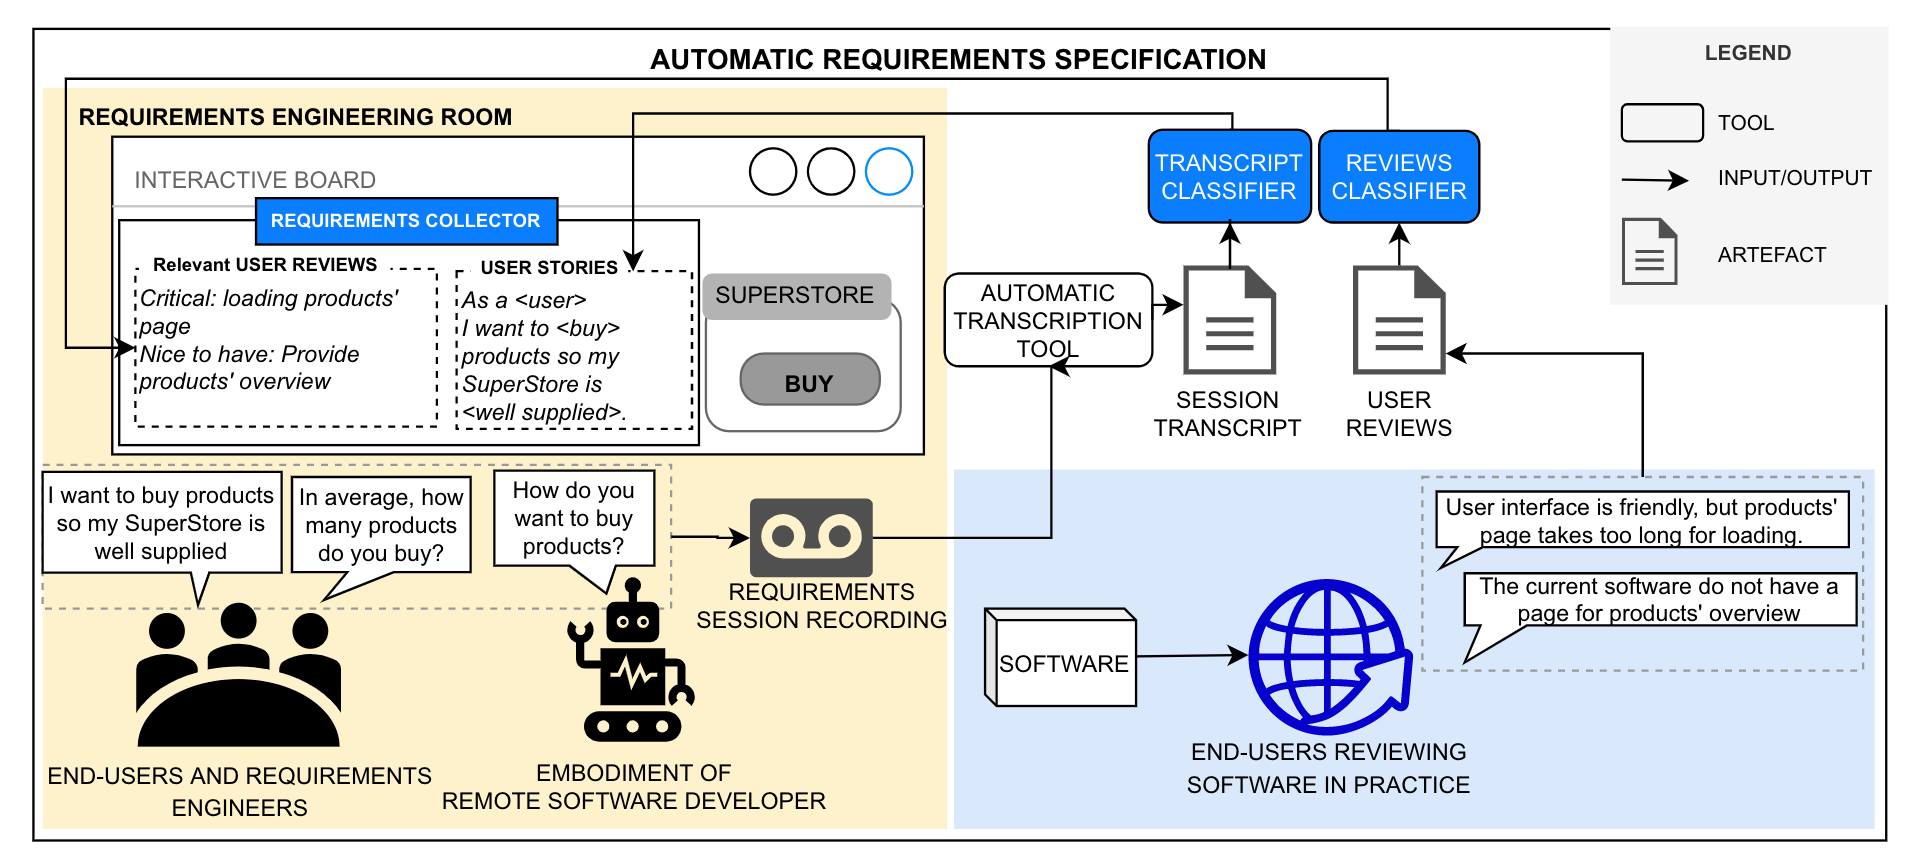 AUTOMATIC REQUIREMENTS SPECIFICATION
LEGEND
TOOL
INPUT/OUTPUT
ARTEFACT
REQUIREMENTS ENGINEERING ROOM
INTERACTIVE BOARD
REQUIREMENTS COLLECTOR
Relevant USER REVIEWS
Critical: loading products'
page
Nice to have: Provide
products' overview
USER STORIES
As a <user>
I want to <buy>
products so my
SuperStore is
<well supplied>.
SUPERSTORE
BUY
TRANSCRIPT
CLASSIFIER
REVIEWS
CLASSIFIER
AUTOMATIC
TRANSCRIPTION
TOOL
SESSION
TRANSCRIPT
USER
REVIEWS
I want to buy products
so my SuperStore is
well supplied
In average, how
many products
do you buy?
How do you
want to buy
products?
REQUIREMENTS
SESSION RECORDING
END-USERS AND REQUIREMENTS
ENGINEERS
EMBODIMENT OF
REMOTE SOFTWARE DEVELOPER
User interface is friendly, but products'
page takes too long for loading.
The current software do not have a
page for products' overview
SOFTWARE
END-USERS REVIEWING
SOFTWARE IN PRACTICE